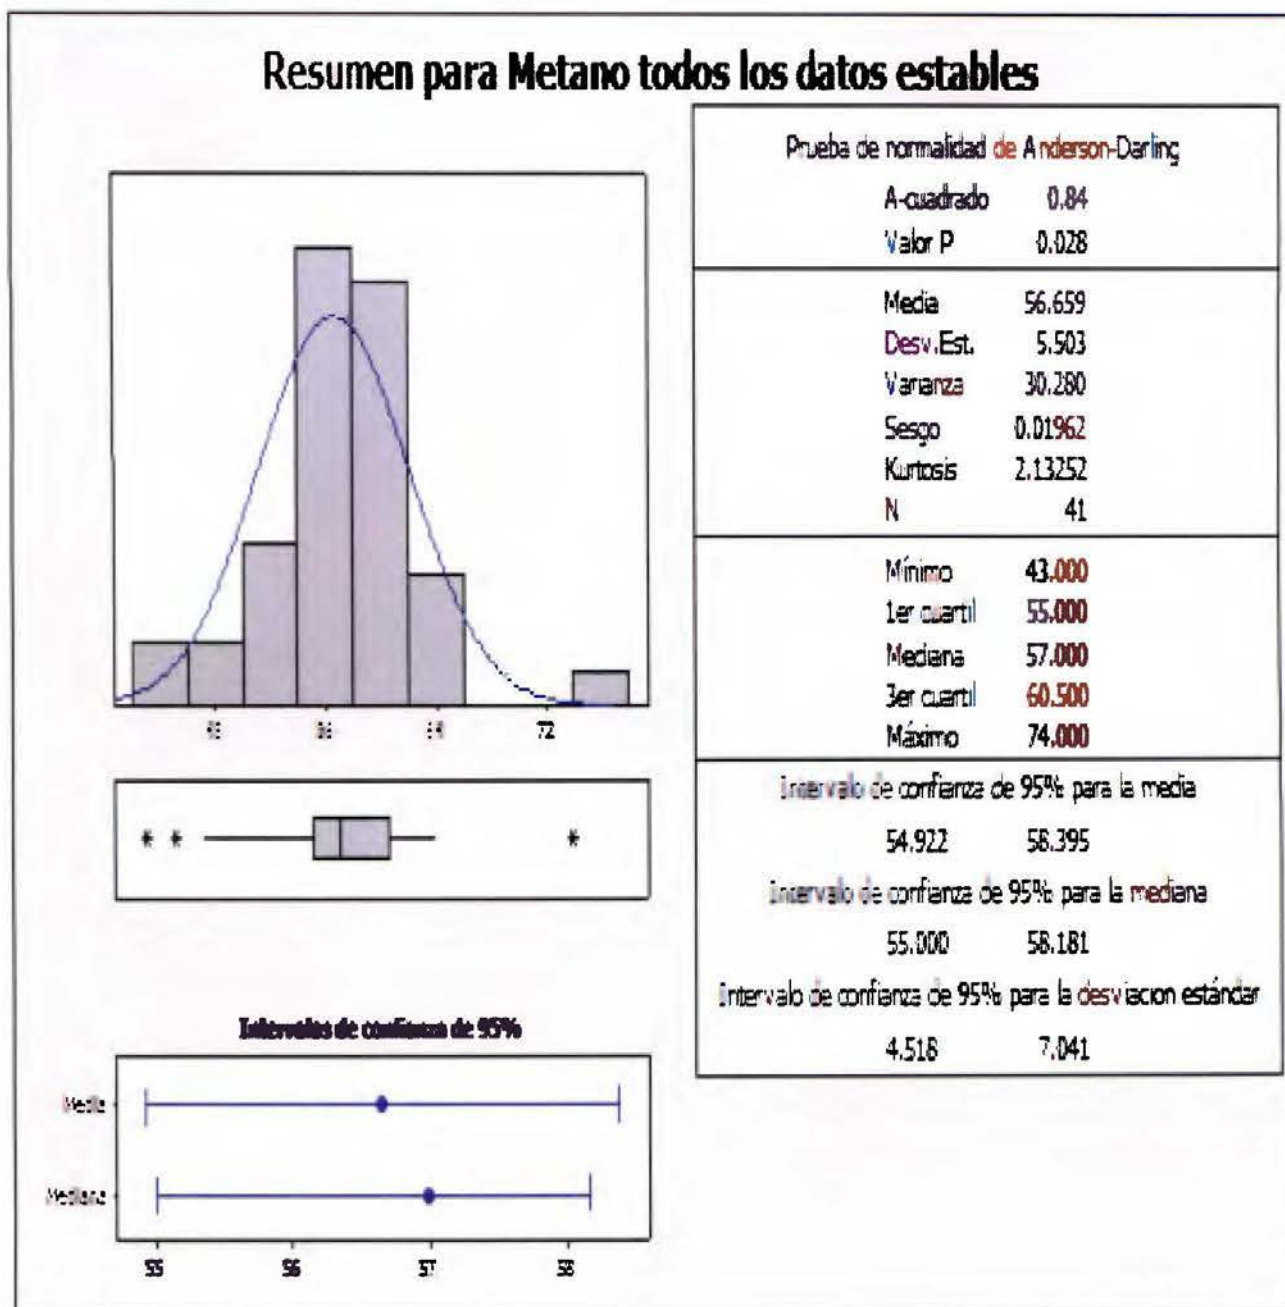 Resumen para Metano todos los datos estables
Prueba de normalidad de Anderson-Darling
A-cuadrado 0.84
Valor P 0.028
Media 56.659
Desv.Est. 5.503
Varianza 30.280
Sesgo 0.01962
Kurtosis 2.13252
N 41
Mínimo 43.000
1er cuartil 55.000
Mediana 57.000
3er cuartil 60.500
Máximo 74.000
Intervalo de confianza de 95% para la media
54.922 58.395
Intervalo de confianza de 95% para la mediana
55.000 58.181
Intervalo de confianza de 95% para la desviacion estándar
4.518 7.041
72
* * *
Intervalos de confianza de 95%
Media
Mediana
55 56 57 58